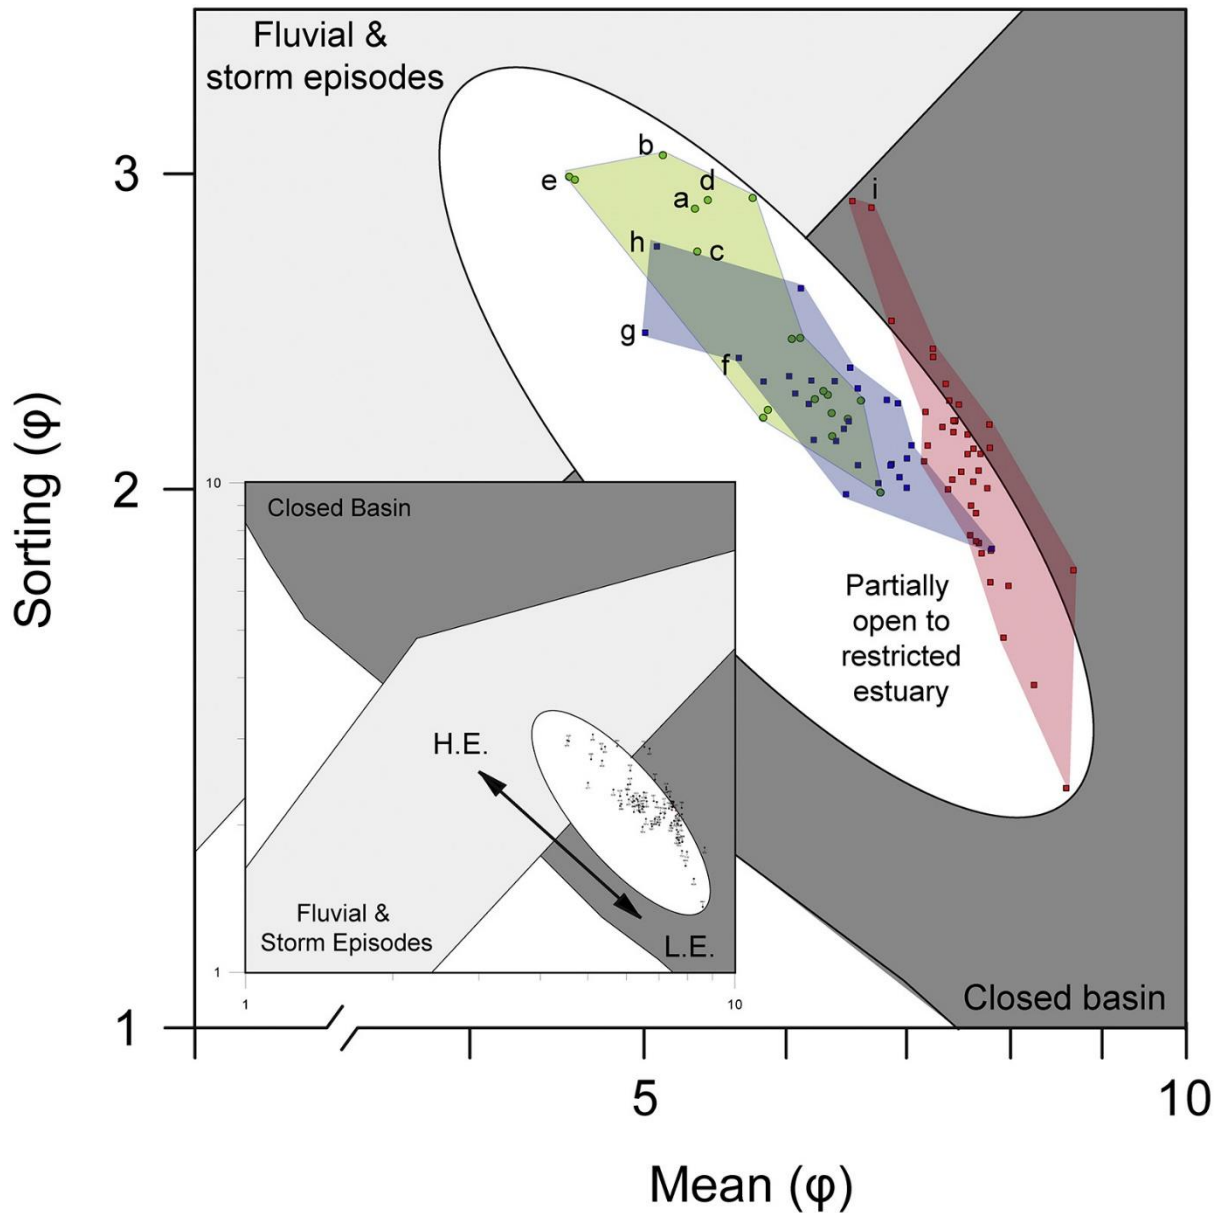 Fluvial &
storm episodes
b
3
i
e
d
a
h
c
g
f
Sorting (φ)
2
10
Closed Basin
Partially
open to
restricted
estuary
H.E.
Fluvial &
Storm Episodes
L.E.
1
1
10
Closed basin
1
5
10
Mean (φ)